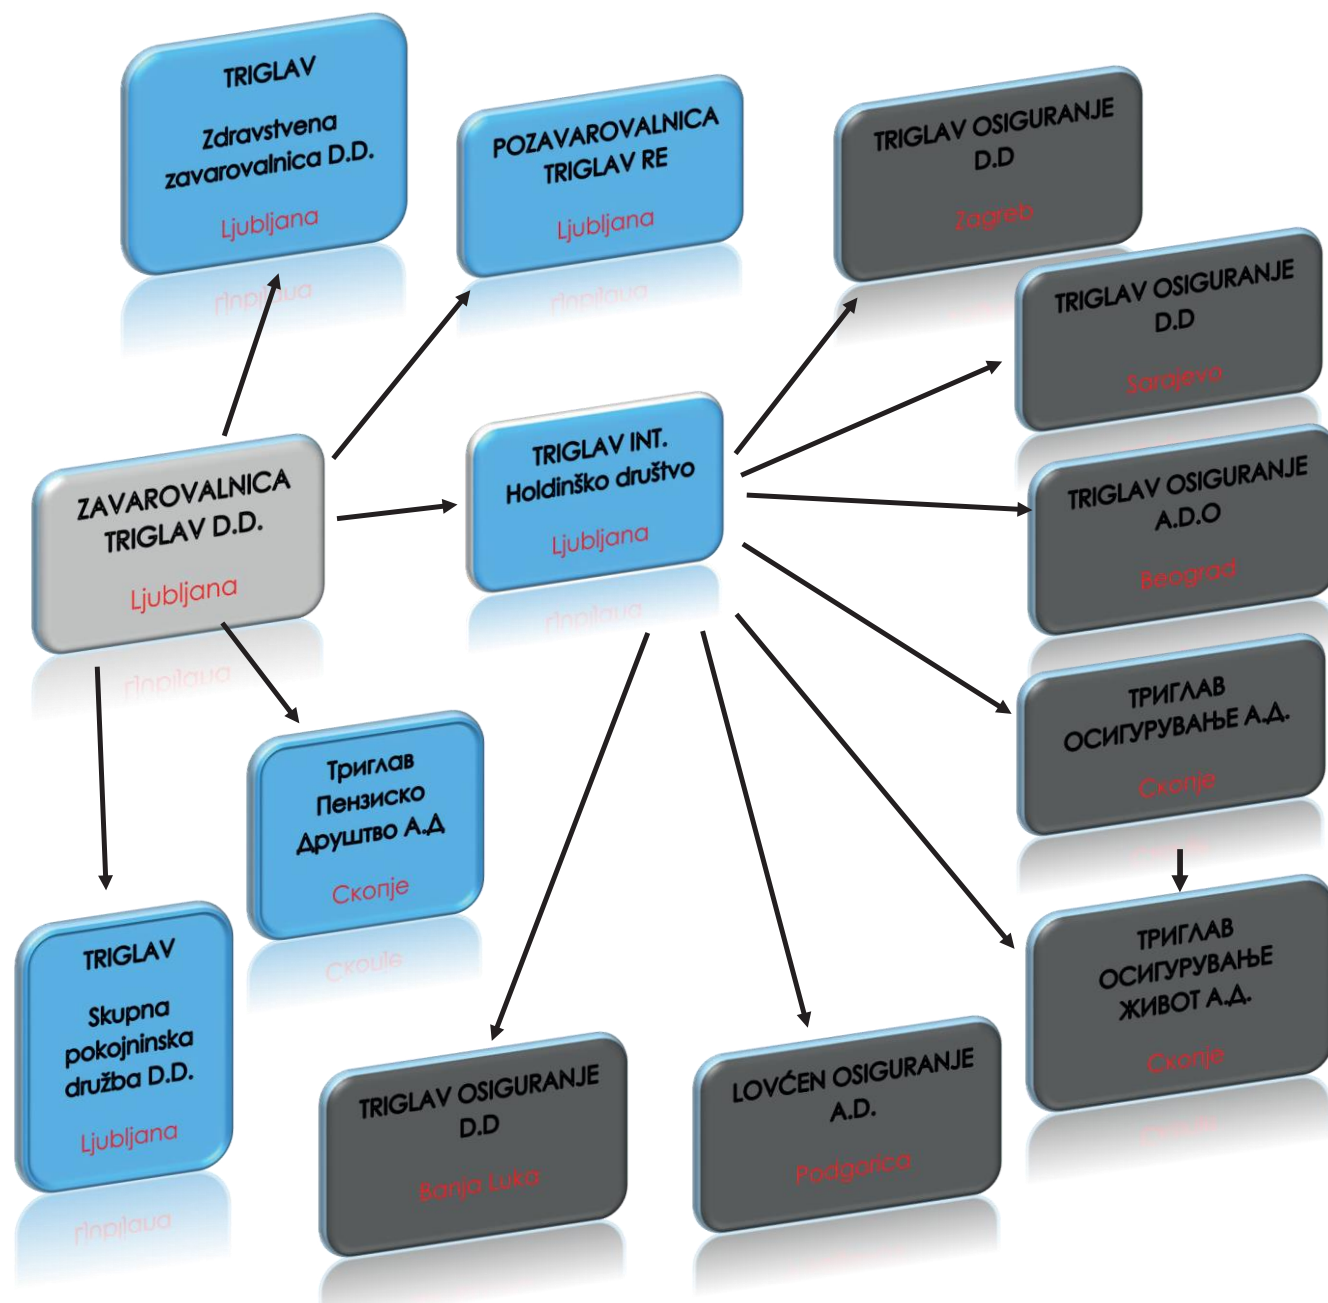 TRIGLAV
Zdravstvena
zavarovalnica D.D.
Ljubljana
POZAVAROVALNICA
TRIGLAV RE
Ljubljana
TRIGLAV OSIGURANJE
D.D
Zagreb
TRIGLAV OSIGURANJE
D.D
Sarajevo
ZAVAROVALNICA
TRIGLAV D.D.
Ljubljana
TRIGLAV INT.
Holdinško društvo
Ljubljana
TRIGLAV OSIGURANJE
A.D.O
Beograd
ТРИГЛАВ
ОСИГУРУВАЊЕ А.Д.
Скопје
Триглав
Пензиско
Друштво А.Д
Скопје
TRIGLAV
Skupna
pokojninska
družba D.D.
Ljubljana
TRIGLAV OSIGURANJE
D.D
Banja Luka
LOVĆEN OSIGURANJE
A.D.
Podgorica
ТРИГЛАВ
ОСИГУРУВАЊЕ
ЖИВОТ А.Д.
Скопје